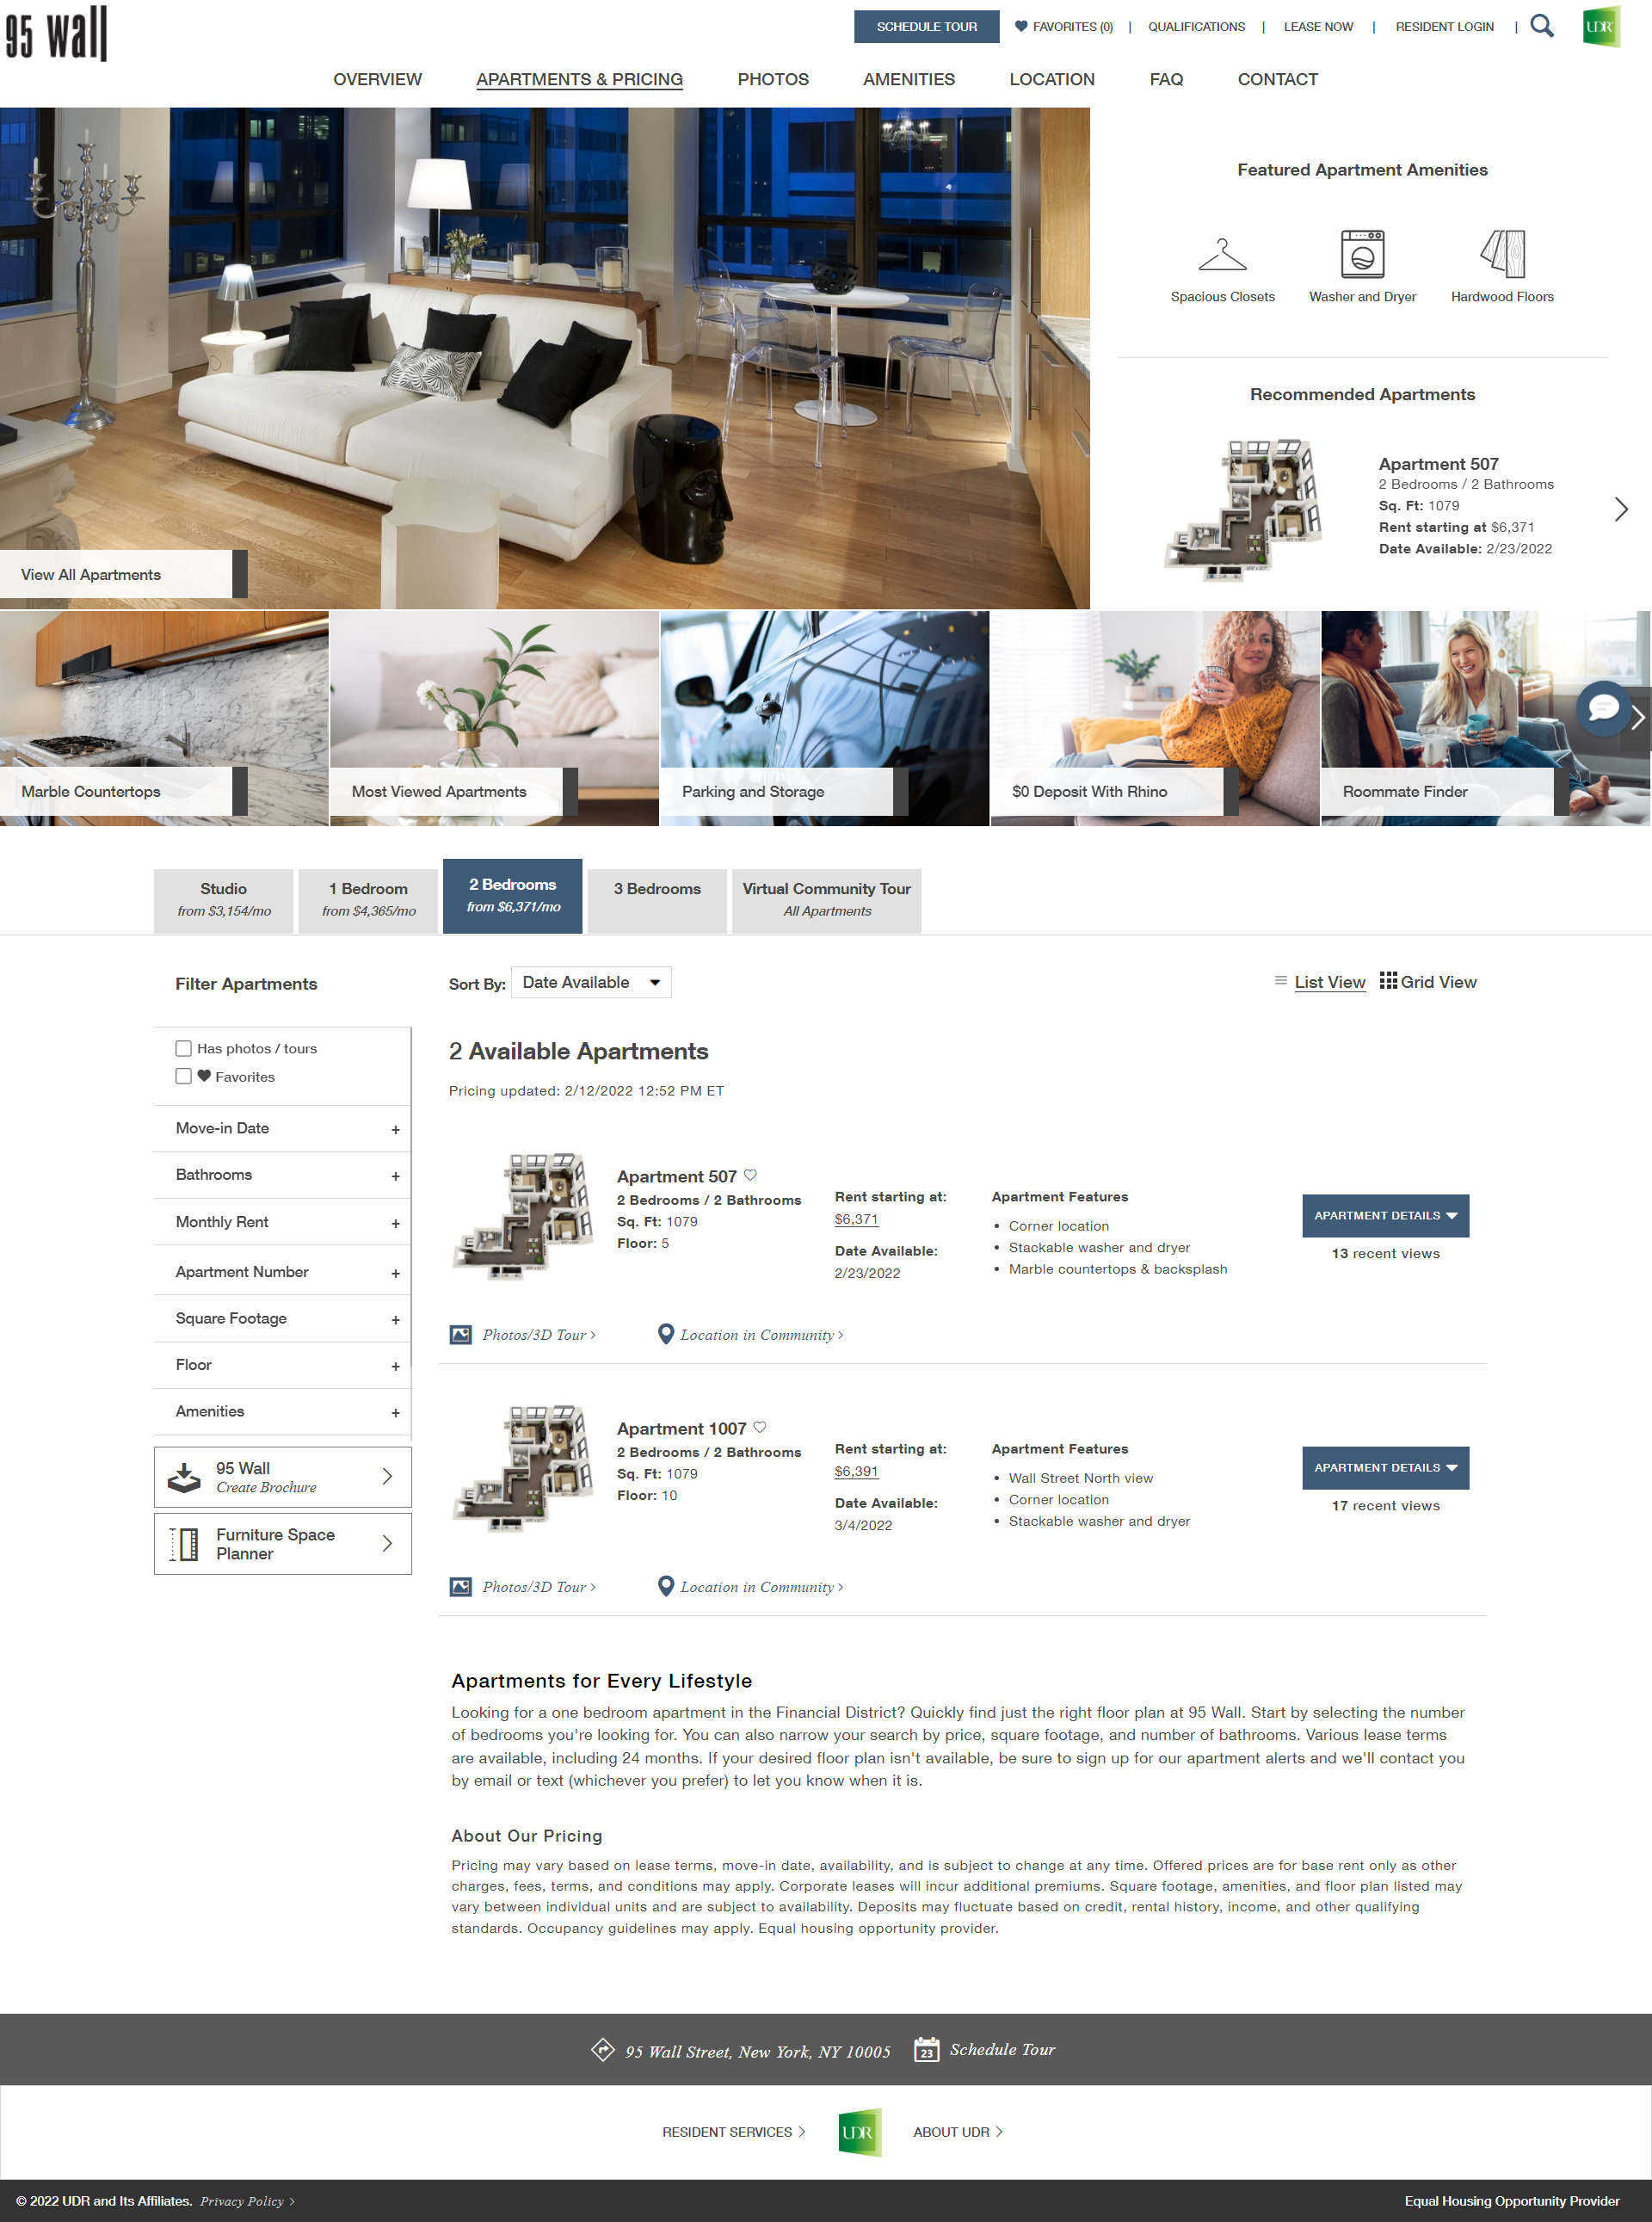 95 wall
SCHEDULE TOUR
FAVORITES (0) | QUALIFICATIONS | LEASE NOW | RESIDENT LOGIN |
UDR
OVERVIEW
APARTMENTS & PRICING
PHOTOS
AMENITIES
LOCATION
FAQ
CONTACT
View All Apartments
Featured Apartment Amenities
Spacious Closets
Washer and Dryer
Hardwood Floors
Recommended Apartments
Apartment 507
2 Bedrooms / 2 Bathrooms
Sq. Ft: 1079
Rent starting at $6,371
Date Available: 2/23/2022
Marble Countertops
Most Viewed Apartments
Parking and Storage
$0 Deposit With Rhino
Roommate Finder
Studio
from $3,154/mo
1 Bedroom
from $4,365/mo
2 Bedrooms
from $6,371/mo
3 Bedrooms
Virtual Community Tour
All Apartments
Filter Apartments
Has photos / tours
Favorites
Move-in Date +
Bathrooms +
Monthly Rent +
Apartment Number +
Square Footage +
Floor +
Amenities +
95 Wall
Create Brochure
Furniture Space
Planner
Sort By: Date Available
List View
Grid View
2 Available Apartments
Pricing updated: 2/12/2022 12:52 PM ET
Apartment 507
2 Bedrooms / 2 Bathrooms
Sq. Ft: 1079
Floor: 5
Rent starting at:
$6,371
Date Available:
2/23/2022
Apartment Features
• Corner location
• Stackable washer and dryer
• Marble countertops & backsplash
APARTMENT DETAILS
13 recent views
Photos/3D Tour >
Location in Community >
Apartment 1007
2 Bedrooms / 2 Bathrooms
Sq. Ft: 1079
Floor: 10
Rent starting at:
$6,391
Date Available:
3/4/2022
Apartment Features
• Wall Street North view
• Corner location
• Stackable washer and dryer
APARTMENT DETAILS
17 recent views
Photos/3D Tour >
Location in Community >
Apartments for Every Lifestyle
Looking for a one bedroom apartment in the Financial District? Quickly find just the right floor plan at 95 Wall. Start by selecting the number
of bedrooms you're looking for. You can also narrow your search by price, square footage, and number of bathrooms. Various lease terms
are available, including 24 months. If your desired floor plan isn't available, be sure to sign up for our apartment alerts and we'll contact you
by email or text (whichever you prefer) to let you know when it is.
About Our Pricing
Pricing may vary based on lease terms, move-in date, availability, and is subject to change at any time. Offered prices are for base rent only as other
charges, fees, terms, and conditions may apply. Corporate leases will incur additional premiums. Square footage, amenities, and floor plan listed may
vary between individual units and are subject to availability. Deposits may fluctuate based on credit, rental history, income, and other qualifying
standards. Occupancy guidelines may apply. Equal housing opportunity provider.
95 Wall Street, New York, NY 10005
23
Schedule Tour
RESIDENT SERVICES >
UDR
ABOUT UDR >
© 2022 UDR and Its Affiliates. Privacy Policy >
Equal Housing Opportunity Provider